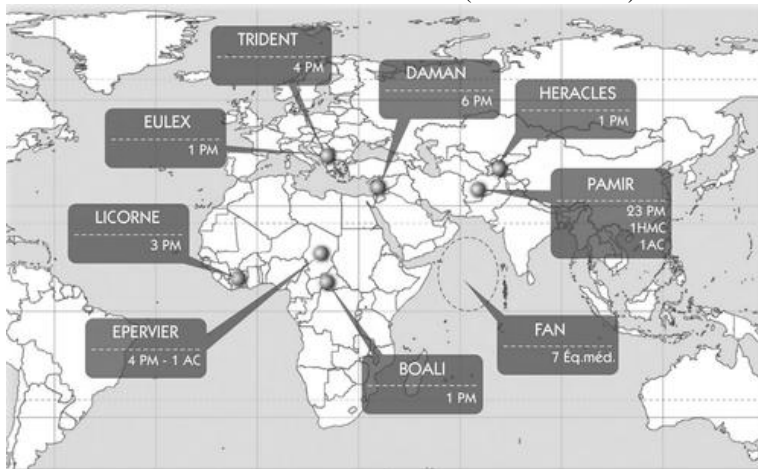 TRIDENT
4 PM
DAMAN
6 PM
HERACLES
1 PM
EULEX
1 PM
PAMIR
23 PM
1HMC
1AC
LICORNE
3 PM
EPERVIER
4 PM - 1 AC
BOALI
1 PM
FAN
7 Éq.méd.